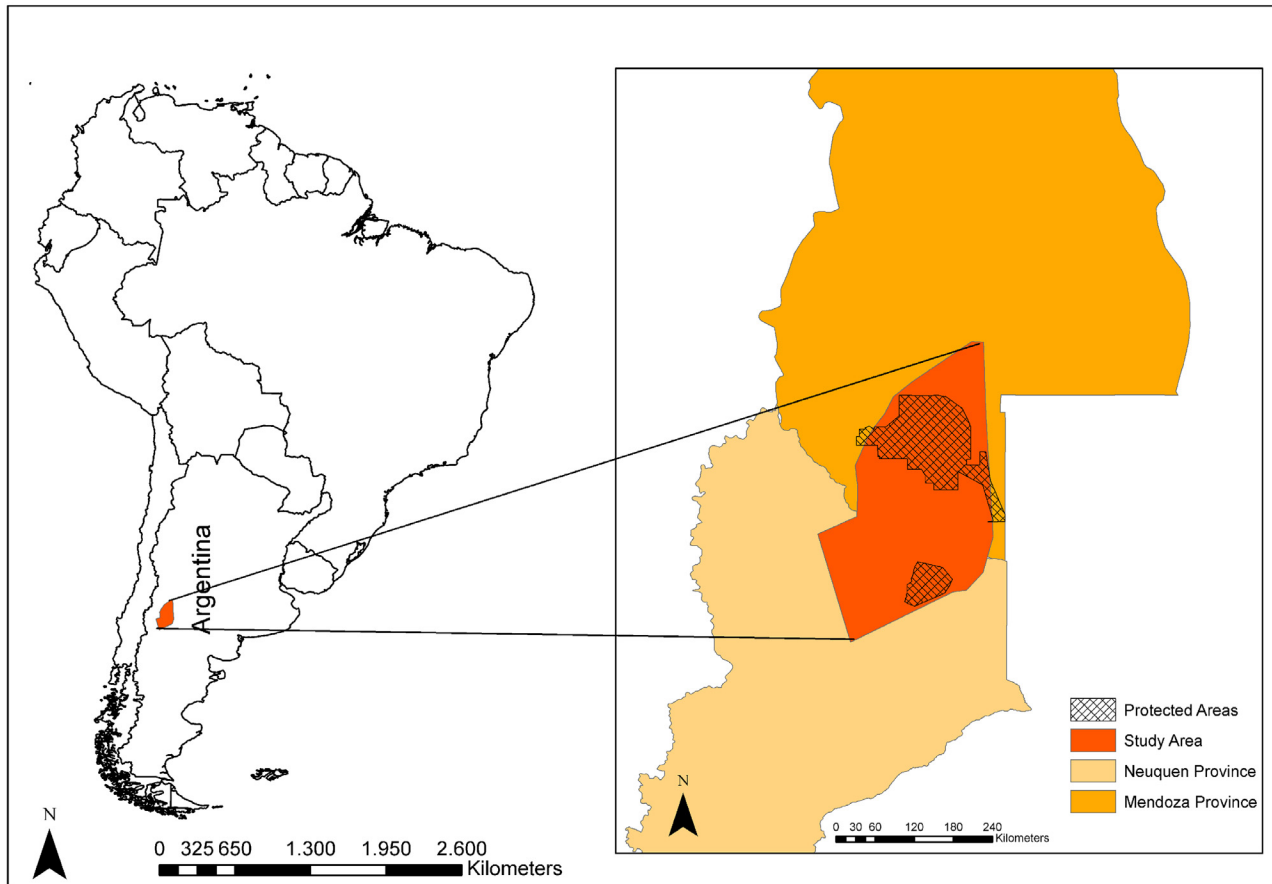 Argentina
N
0 325 650 1.300 1.950 2.600
Kilometers
Protected Areas
Study Area
Neuquen Province
Mendoza Province
N
0 30 60 120 180 240
Kilometers